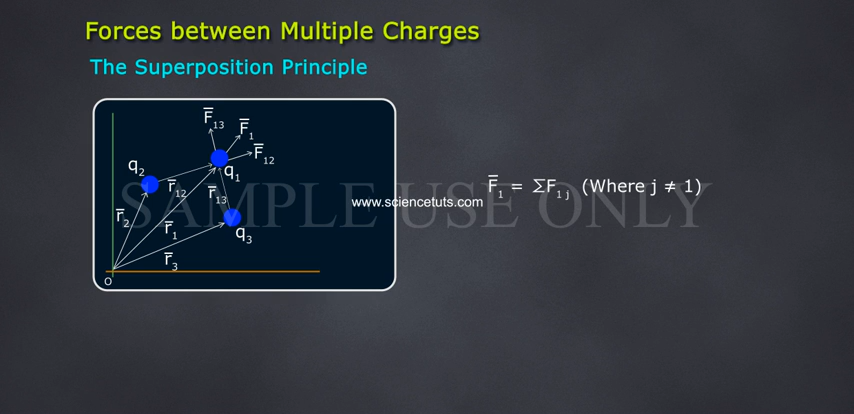 Forces between Multiple Charges
The Superposition Principle
F̅₁₃
F̅₁
F̅₁₂
q₂
q₁
r̅₁₂
r̅₁₃
r̅₂
r̅₁
q₃
r̅₃
O
F̅₁ = ΣF₁ⱼ (Where j ≠ 1)
SAMPLE USE ONLY
www.sciencetuts.com